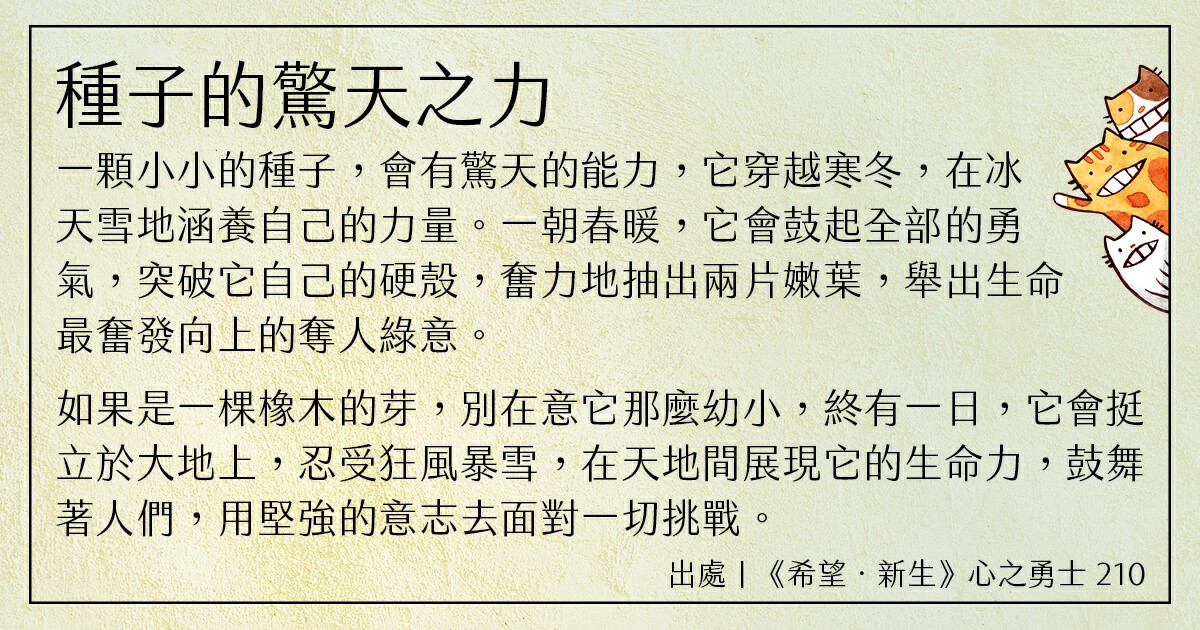 種子的驚天之力
一顆小小的種子，會有驚天的能力，它穿越寒冬，在冰
天雪地涵養自己的力量。一朝春暖，它會鼓起全部的勇
氣，突破它自己的硬殼，奮力地抽出兩片嫩葉，舉出生命
最奮發向上的奪人綠意。
如果是一棵橡木的芽，別在意它那麼幼小，終有一日，它會挺
立於大地上，忍受狂風暴雪，在天地間展現它的生命力，鼓舞
著人們，用堅強的意志去面對一切挑戰。
出處｜《希望．新生》心之勇士 210